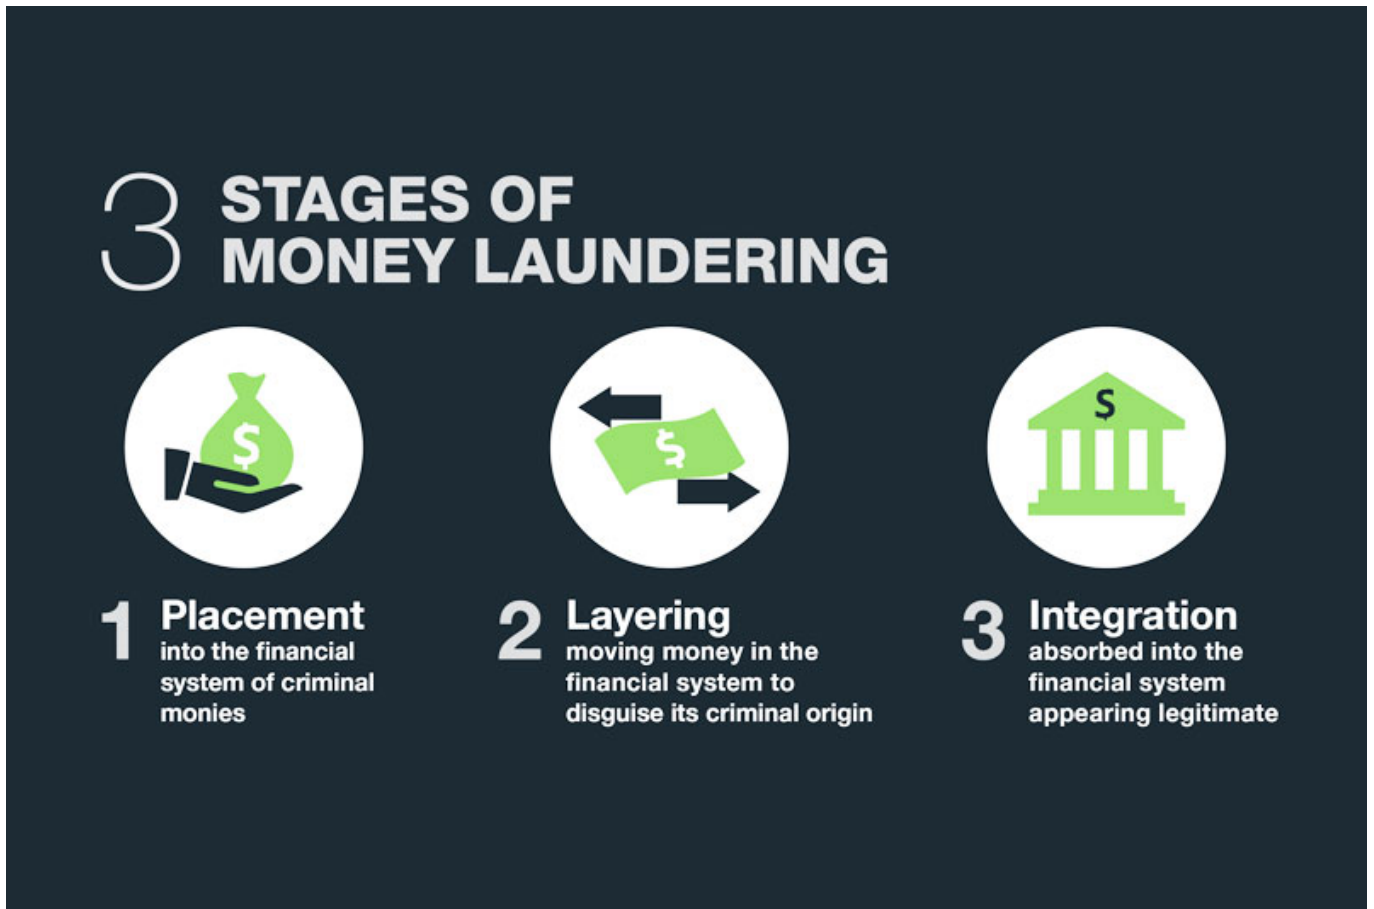 3 STAGES OF
MONEY LAUNDERING
$
$
$
1 Placement
into the financial
system of criminal
monies
2 Layering
moving money in the
financial system to
disguise its criminal origin
3 Integration
absorbed into the
financial system
appearing legitimate